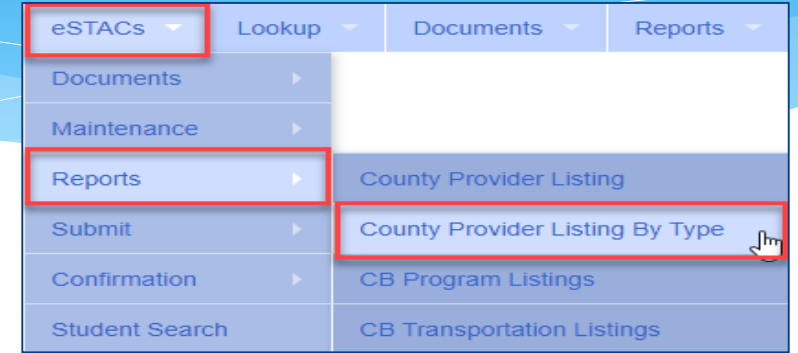 eSTACs Lookup Documents Reports
Documents
Maintenance
Reports County Provider Listing
Submit County Provider Listing By Type
Confirmation CB Program Listings
Student Search CB Transportation Listings